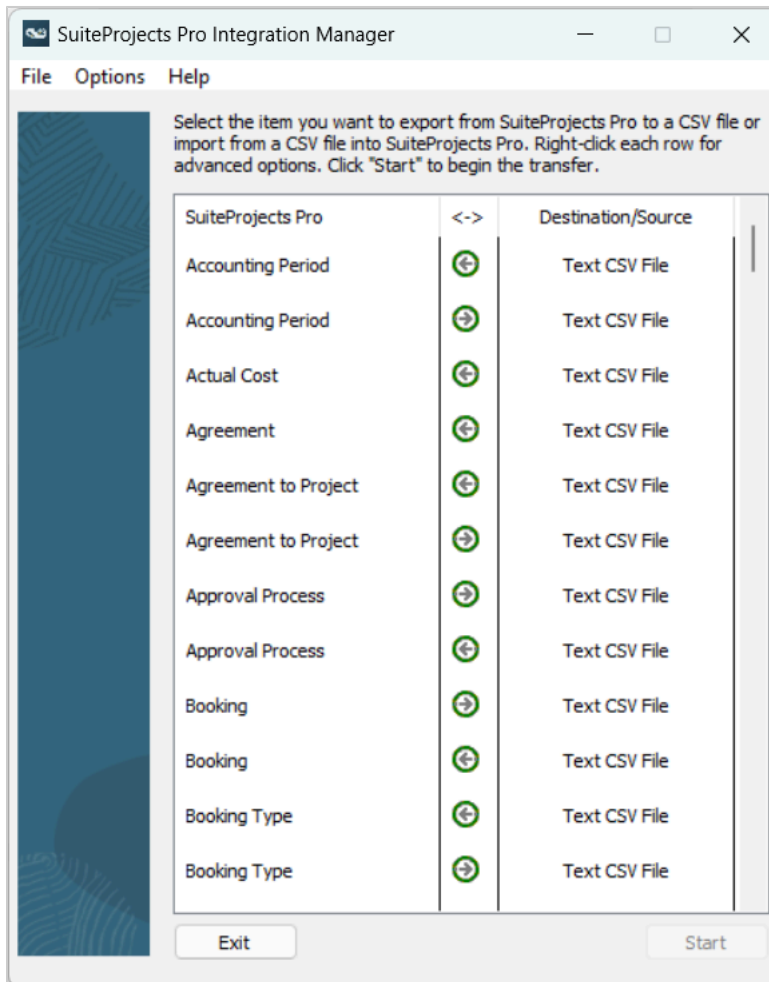 SuiteProjects Pro Integration Manager
File Options Help
Select the item you want to export from SuiteProjects Pro to a CSV file or
import from a CSV file into SuiteProjects Pro. Right-click each row for
advanced options. Click "Start" to begin the transfer.
SuiteProjects Pro <-> Destination/Source
Accounting Period Text CSV File
Accounting Period Text CSV File
Actual Cost Text CSV File
Agreement Text CSV File
Agreement to Project Text CSV File
Agreement to Project Text CSV File
Approval Process Text CSV File
Approval Process Text CSV File
Booking Text CSV File
Booking Text CSV File
Booking Type Text CSV File
Booking Type Text CSV File
Exit Start